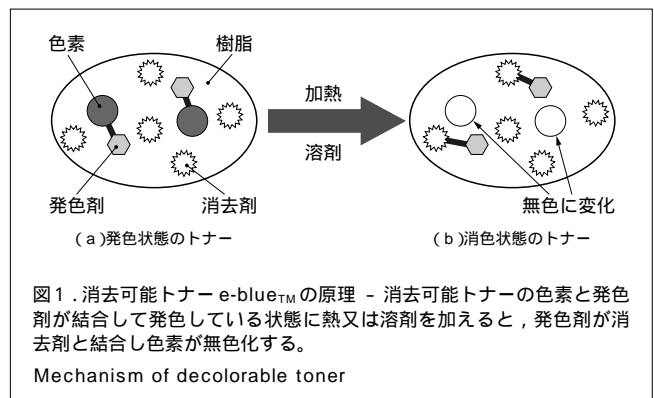 色素
樹脂
加熱
溶剤
発色剤
消去剤
無色に変化
(a)発色状態のトナー
(b)消色状態のトナー
図1.消去可能トナー e-blueTMの原理 - 消去可能トナーの色素と発色
剤が結合して発色している状態に熱又は溶剤を加えると,発色剤が消
去剤と結合し色素が無色化する。
Mechanism of decolorable toner